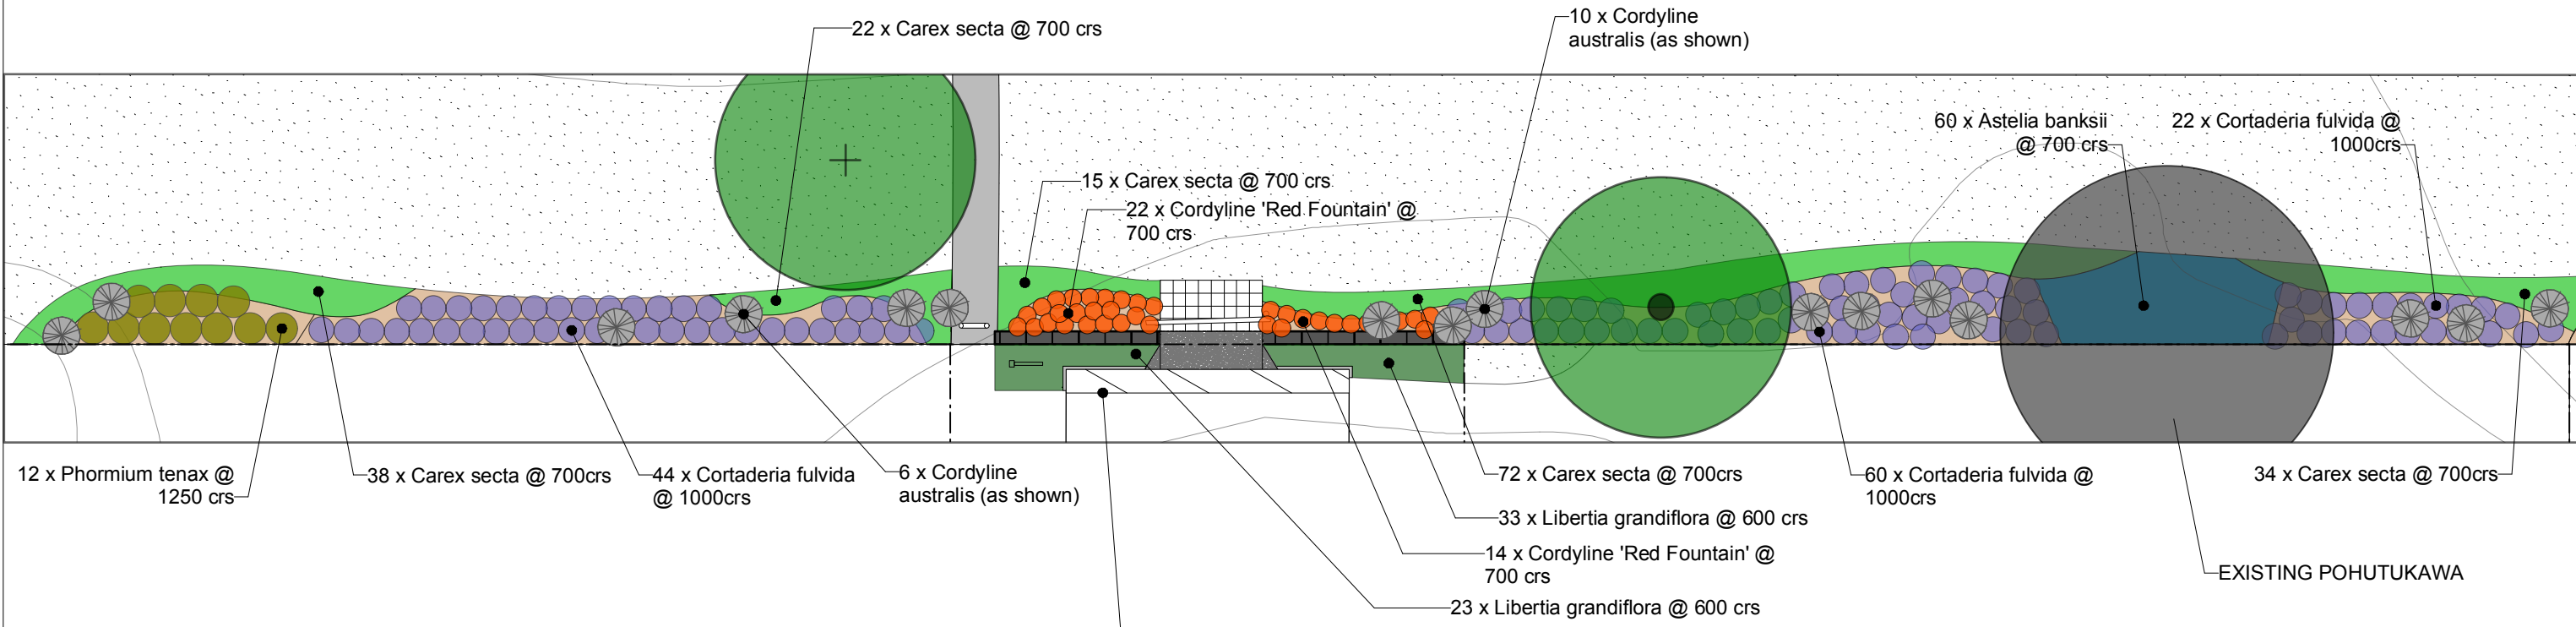 22 x Carex secta @ 700 crs
10 x Cordyline
australis (as shown)
60 x Astelia banksii
@ 700 crs
22 x Cortaderia fulvida @
1000crs
15 x Carex secta @ 700 crs
22 x Cordyline 'Red Fountain' @
700 crs
12 x Phormium tenax @
1250 crs
38 x Carex secta @ 700crs
44 x Cortaderia fulvida
@ 1000crs
6 x Cordyline
australis (as shown)
72 x Carex secta @ 700crs
60 x Cortaderia fulvida @
1000crs
34 x Carex secta @ 700crs
33 x Libertia grandiflora @ 600 crs
14 x Cordyline 'Red Fountain' @
700 crs
EXISTING POHUTUKAWA
23 x Libertia grandiflora @ 600 crs